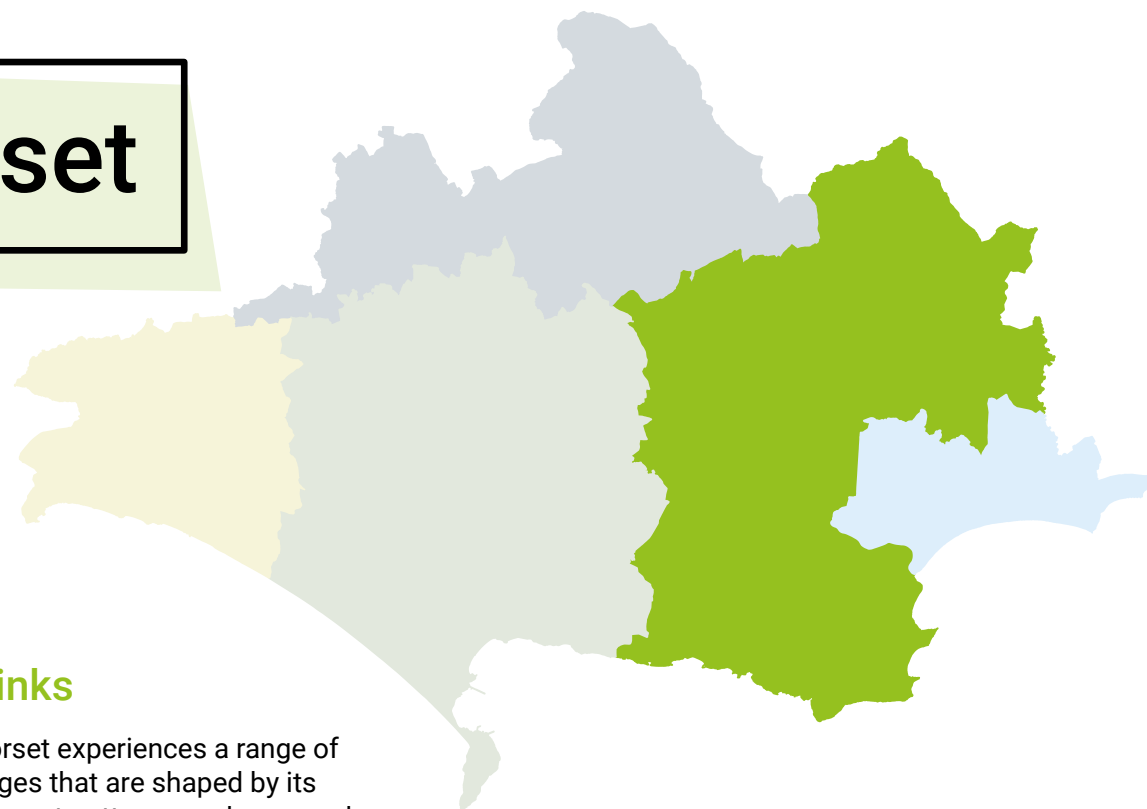 set
inks
orset experiences a range of
ges that are shaped by its